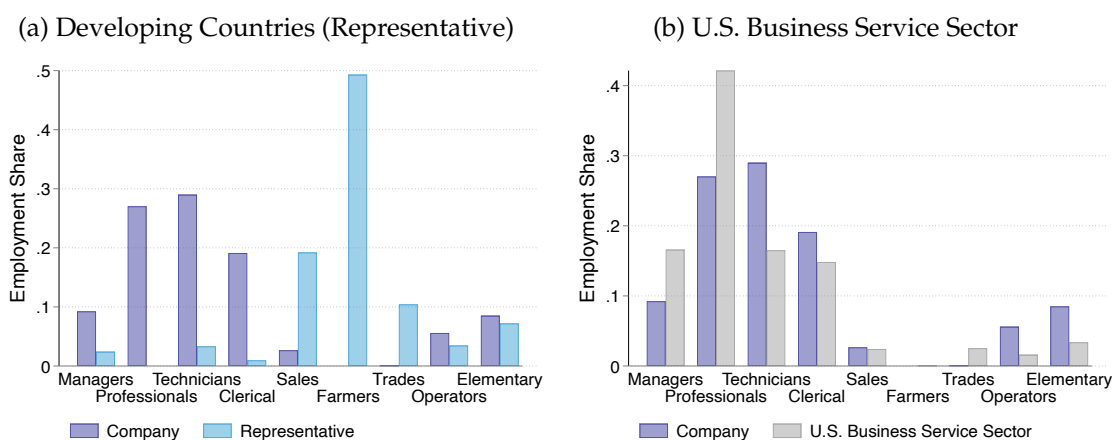 (a) Developing Countries (Representative)
.5
.4
.3
.2
.1
0
Employment Share
Managers
Technicians
Sales
Trades
Elementary
Professionals
Clerical
Farmers
Operators
Company
Representative
(b) U.S. Business Service Sector
.4
.3
.2
.1
0
Employment Share
Managers
Technicians
Sales
Trades
Elementary
Professionals
Clerical
Farmers
Operators
Company
U.S. Business Service Sector